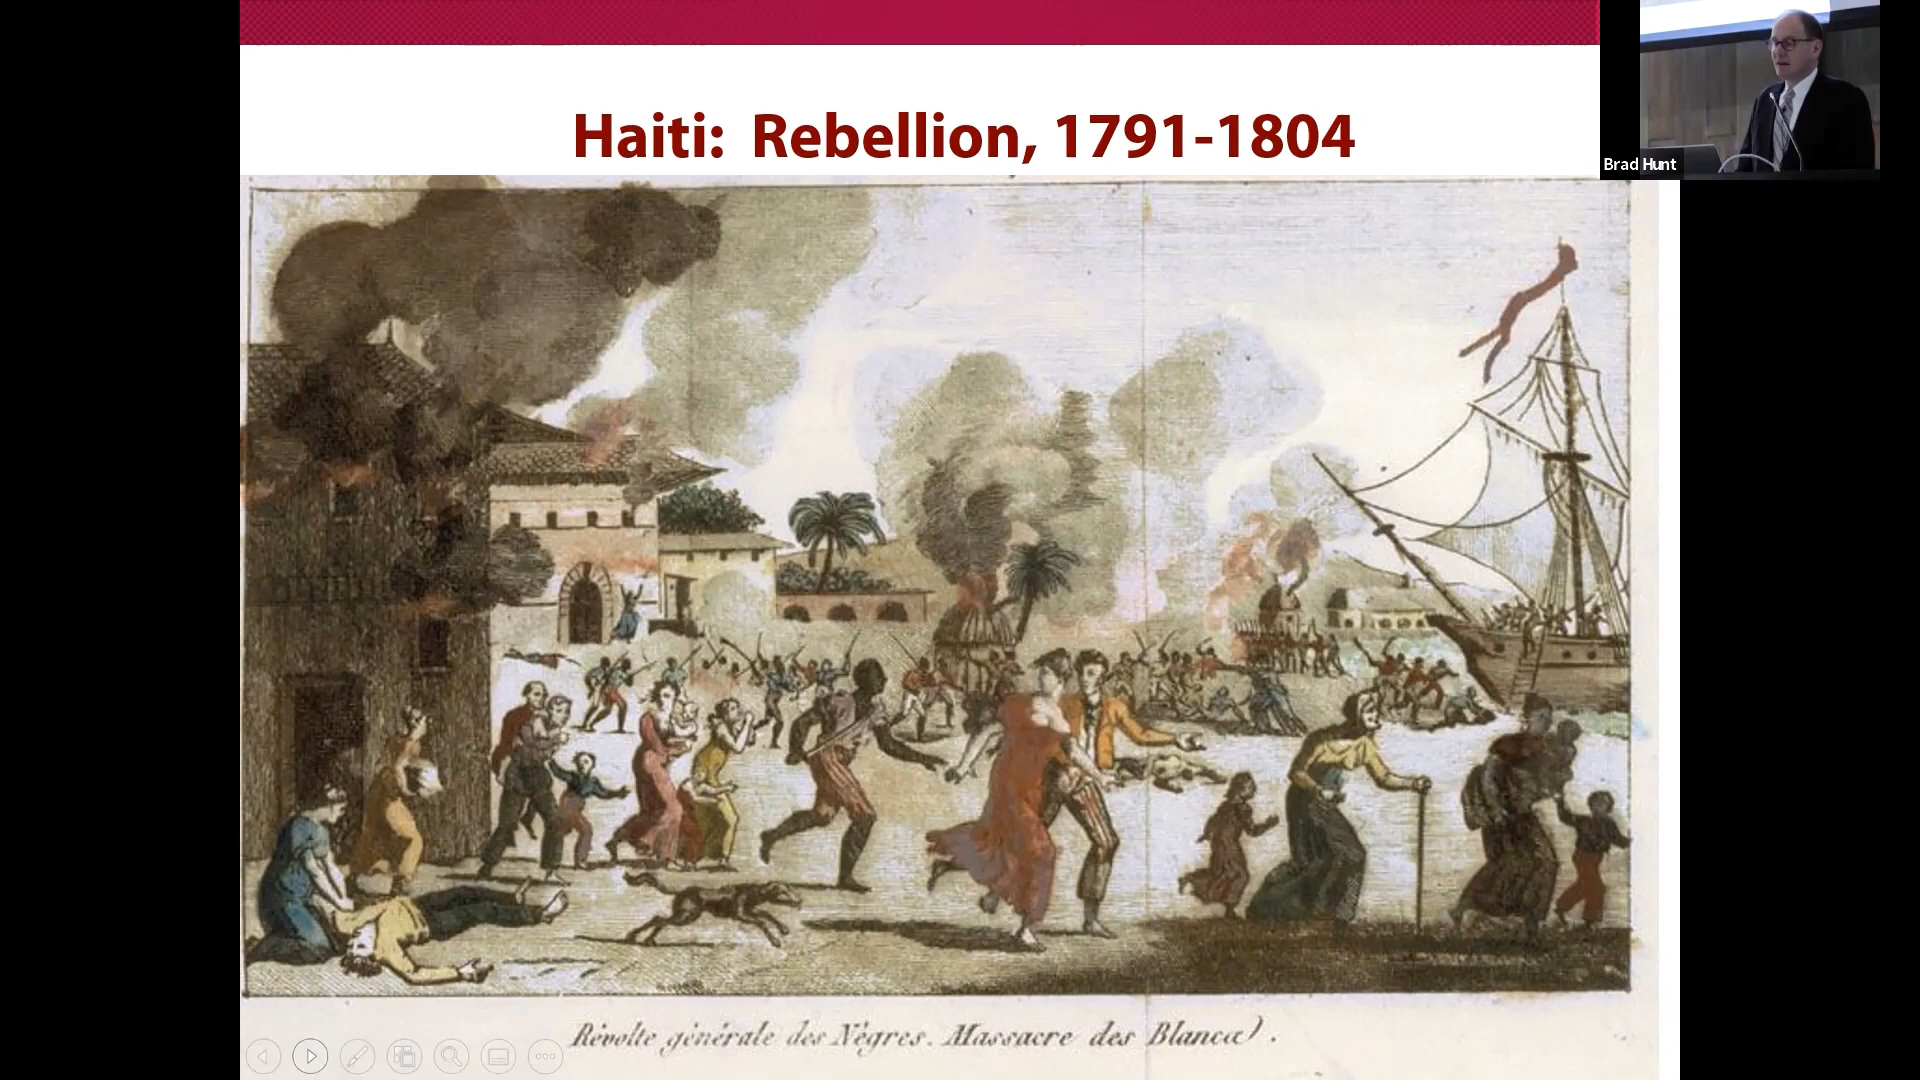 Haiti: Rebellion, 1791-1804
Brad Hunt
Révolte générale des Nègres. Massacre des Blancs.